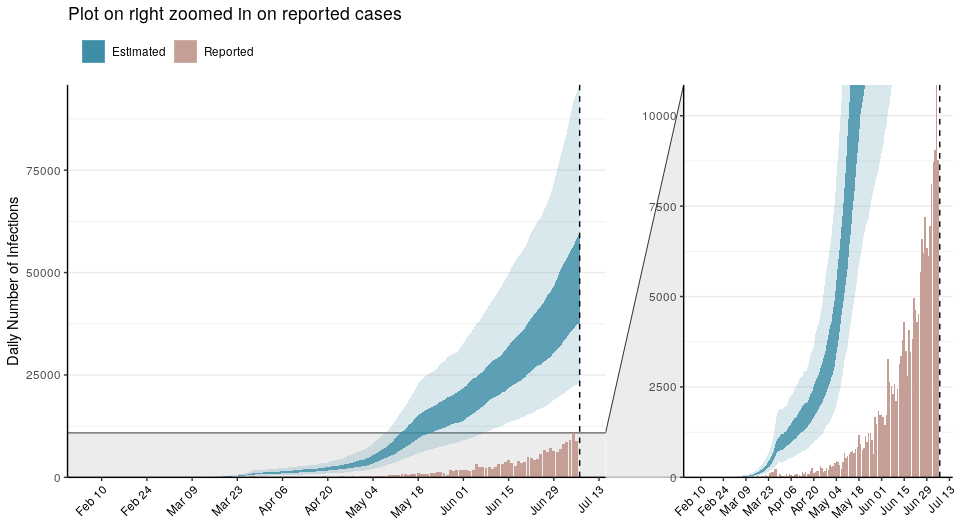 Plot on right zoomed in on reported cases
Estimated Reported
Daily Number of Infections
75000
50000
25000
0
Feb 10 Feb 24 Mar 09 Mar 23 Apr 06 Apr 20 May 04 May 18 Jun 01 Jun 15 Jun 29 Jul 13
10000
7500
5000
2500
0
Feb 10 Feb 24 Mar 09 Mar 23 Apr 06 Apr 20 May 04 May 18 Jun 01 Jun 15 Jun 29 Jul 13